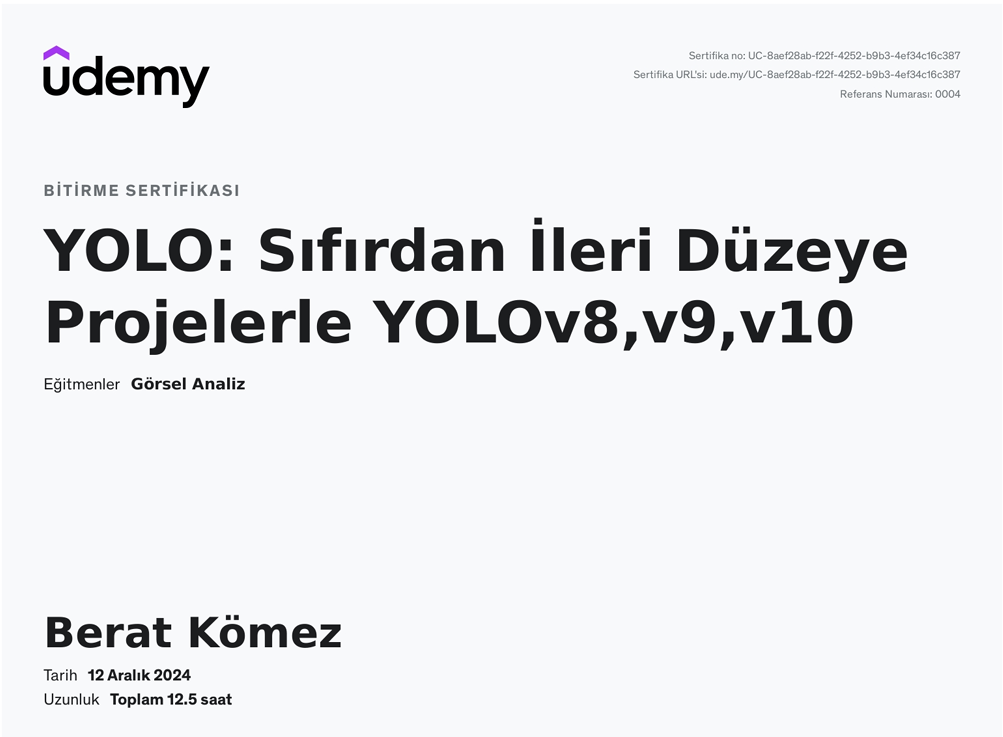 udemy
Sertifika no: UC-8aef28ab-f22f-4252-b9b3-4ef34c16c387
Sertifika URL'si: ude.my/UC-8aef28ab-f22f-4252-b9b3-4ef34c16c387
Referans Numarası: 0004
BİTİRME SERTİFİKASI
YOLO: Sıfırdan İleri Düzeye
Projelerle YOLOv8,v9,v10
Eğitmenler Görsel Analiz
Berat Kömez
Tarih 12 Aralık 2024
Uzunluk Toplam 12.5 saat